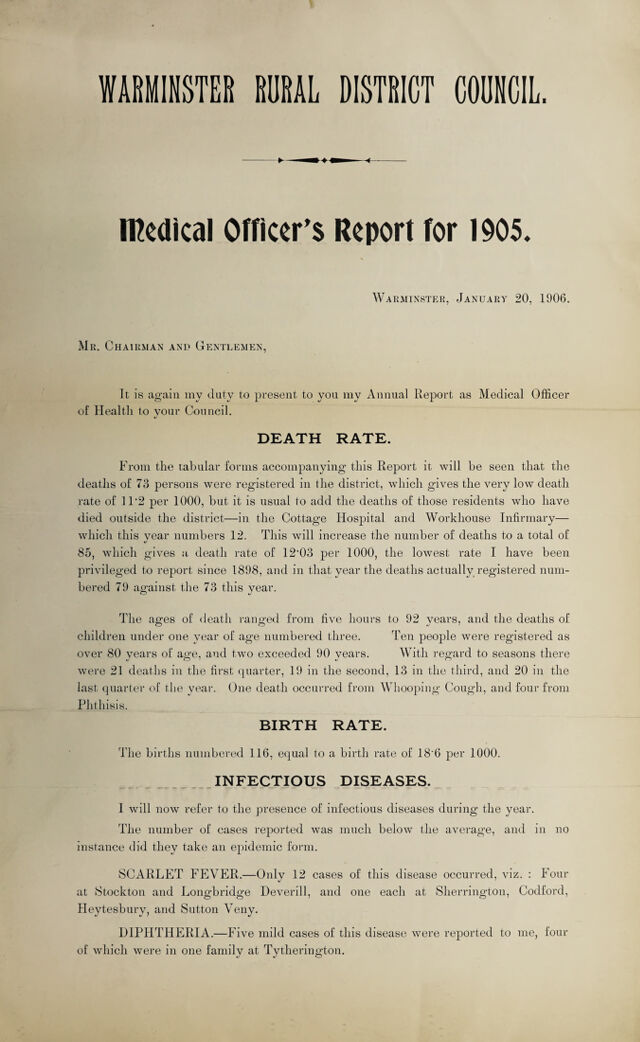 WARMINSTER RURAL DISTRICT COUNCIL.
Medical Officer's Report for 1905.
WARMINSTER, JANUARY 20, 1906.
MR. CHAIRMAN AND GENTLEMEN,
It is again my duty to present to you my Annual Report as Medical Officer
of Health to your Council.
DEATH RATE.
From the tabular forms accompanying this Report it will be seen that the
deaths of 73 persons were registered in the district, which gives the very low death
rate of 11·2 per 1000, but it is usual to add the deaths of those residents who have
died outside the district—in the Cottage Hospital and Workhouse Infirmary—
which this year numbers 12. This will increase the number of deaths to a total of
85, which gives a death rate of 12·03 per 1000, the lowest rate I have been
privileged to report since 1898, and in that year the deaths actually registered num-
bered 79 against the 73 this year.
The ages of death ranged from five hours to 92 years, and the deaths of
children under one year of age numbered three. Ten people were registered as
over 80 years of age, and two exceeded 90 years. With regard to seasons there
were 21 deaths in the first quarter, 19 in the second, 13 in the third, and 20 in the
last quarter of the year. One death occurred from Whooping Cough, and four from
Phthisis.
BIRTH RATE.
The births numbered 116, equal to a birth rate of 18·6 per 1000.
INFECTIOUS DISEASES.
I will now refer to the presence of infectious diseases during the year.
The number of cases reported was much below the average, and in no
instance did they take an epidemic form.
SCARLET FEVER.—Only 12 cases of this disease occurred, viz. : Four
at Stockton and Longbridge Deverill, and one each at Sherrington, Codford,
Heytesbury, and Sutton Veny.
DIPHTHERIA.—Five mild cases of this disease were reported to me, four
of which were in one family at Tytherington.